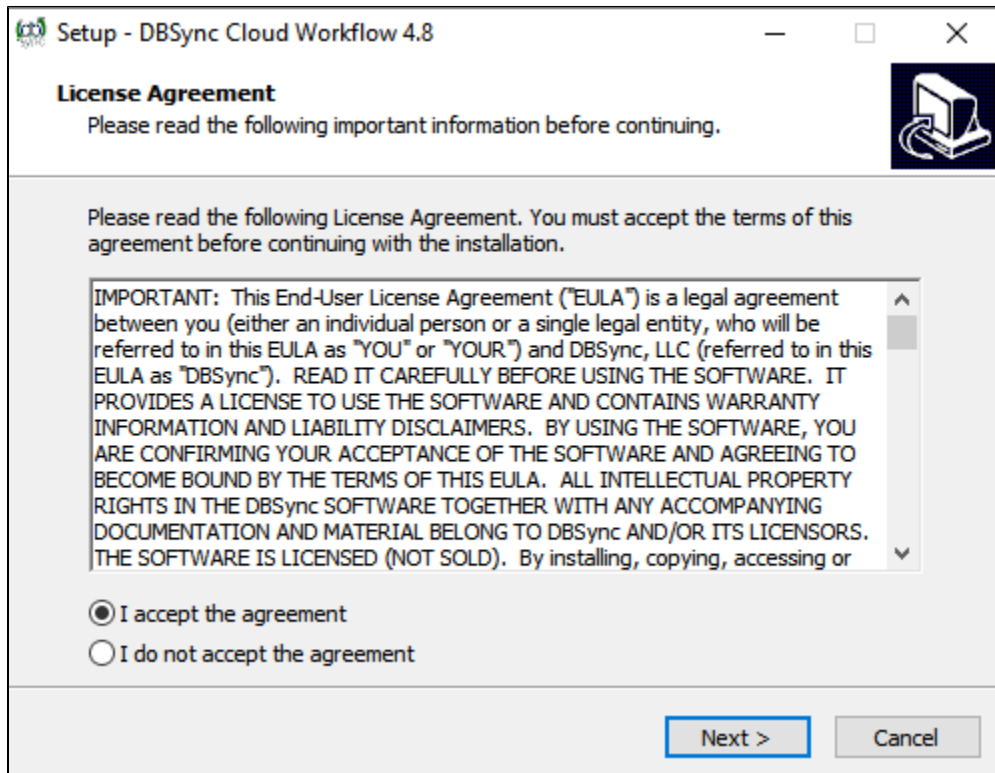 Setup - DBSync Cloud Workflow 4.8
License Agreement
Please read the following important information before continuing.
Please read the following License Agreement. You must accept the terms of this
agreement before continuing with the installation.
IMPORTANT:  This End-User License Agreement ("EULA") is a legal agreement
between you (either an individual person or a single legal entity, who will be
referred to in this EULA as "YOU" or "YOUR") and DBSync, LLC (referred to in this
EULA as "DBSync").  READ IT CAREFULLY BEFORE USING THE SOFTWARE.  IT
PROVIDES A LICENSE TO USE THE SOFTWARE AND CONTAINS WARRANTY
INFORMATION AND LIABILITY DISCLAIMERS.  BY USING THE SOFTWARE, YOU
ARE CONFIRMING YOUR ACCEPTANCE OF THE SOFTWARE AND AGREEING TO
BECOME BOUND BY THE TERMS OF THIS EULA.  ALL INTELLECTUAL PROPERTY
RIGHTS IN THE DBSync SOFTWARE TOGETHER WITH ANY ACCOMPANYING
DOCUMENTATION AND MATERIAL BELONG TO DBSync AND/OR ITS LICENSORS.
THE SOFTWARE IS LICENSED (NOT SOLD).  By installing, copying, accessing or
I accept the agreement
I do not accept the agreement
Next >
Cancel